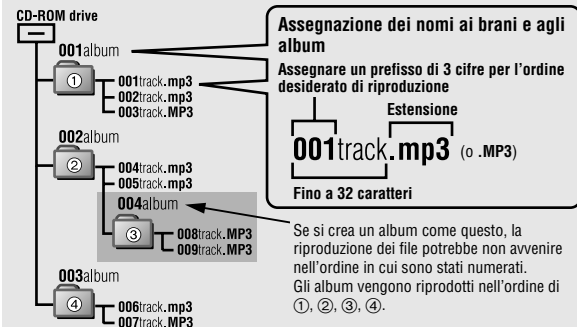 CD-ROM drive
001album
①
001track.mp3
002track.mp3
003track.MP3
002album
②
004track.mp3
005track.mp3
004album
③
008track.MP3
009track.MP3
003album
④
006track.mp3
007track.MP3
Assegnazione dei nomi ai brani e agli
album
Assegnare un prefisso di 3 cifre per l'ordine
desiderato di riproduzione
Estensione
001track.mp3 (o .MP3)
Fino a 32 caratteri
Se si crea un album come questo, la
riproduzione dei file potrebbe non avvenire
nell'ordine in cui sono stati numerati.
Gli album vengono riprodotti nell'ordine di
①, ②, ③, ④.